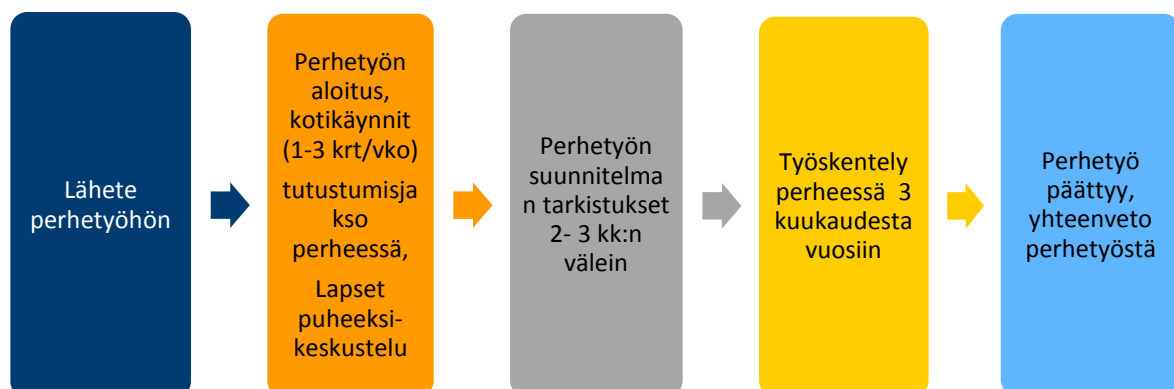 Lähete
perhetyöhön
Perhetyön
aloitus,
kotikäynnit
(1-3 krt/vko)
tutustumisja
kso
perheessä,
Lapset
puheeksi-
keskustelu
Perhetyön
suunnitelma
n tarkistukset
2- 3 kk:n
välein
Työskentely
perheessä 3
kuukaudesta
vuosiin
Perhetyö
päättyy,
yhteenveto
perhetyöstä